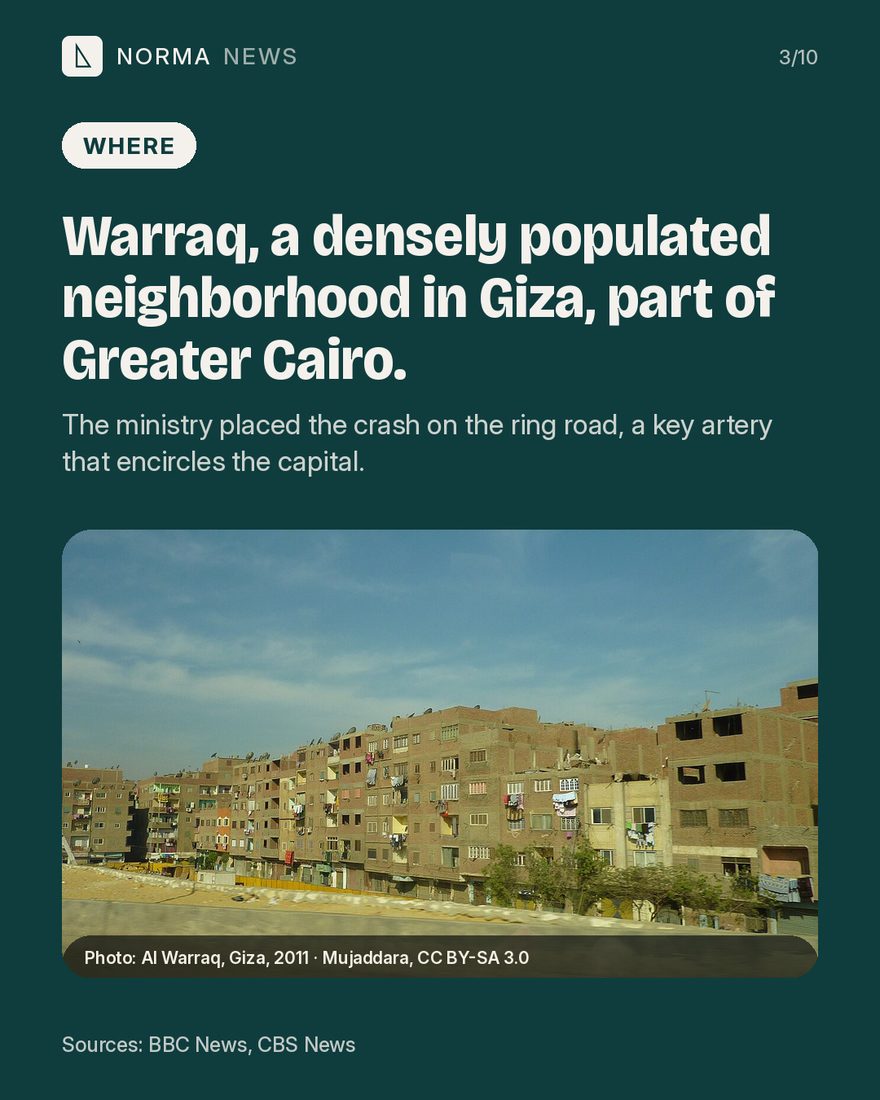 NORMA NEWS
3/10
WHERE
Warraq, a densely populated
neighborhood in Giza, part of
Greater Cairo.
The ministry placed the crash on the ring road, a key artery
that encircles the capital.
Photo: Al Warraq, Giza, 2011 · Mujaddara, CC BY-SA 3.0
Sources: BBC News, CBS News